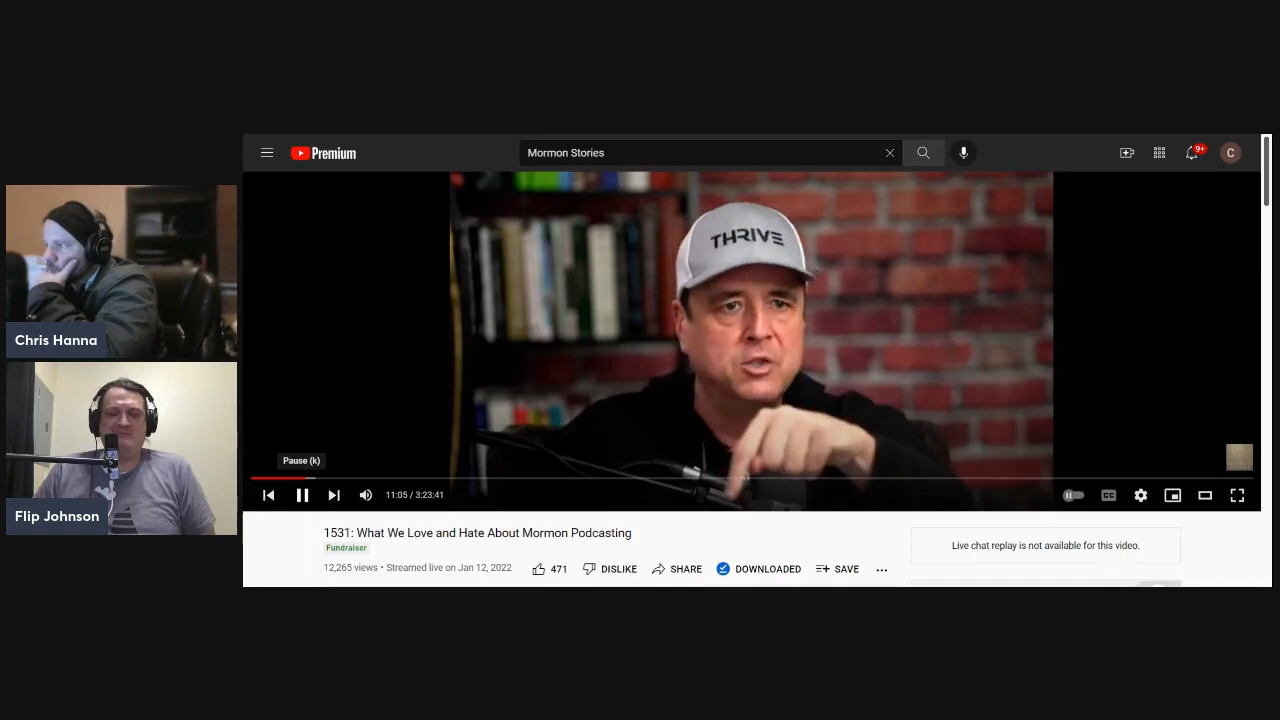 Premium
Mormon Stories
9+
C
THRIVE
Chris Hanna
Pause (k)
11:05 / 3:23:41
CC
Flip Johnson
1531: What We Love and Hate About Mormon Podcasting
Fundraiser
12,265 views • Streamed live on Jan 12, 2022
471
DISLIKE
SHARE
DOWNLOADED
SAVE
Live chat replay is not available for this video.